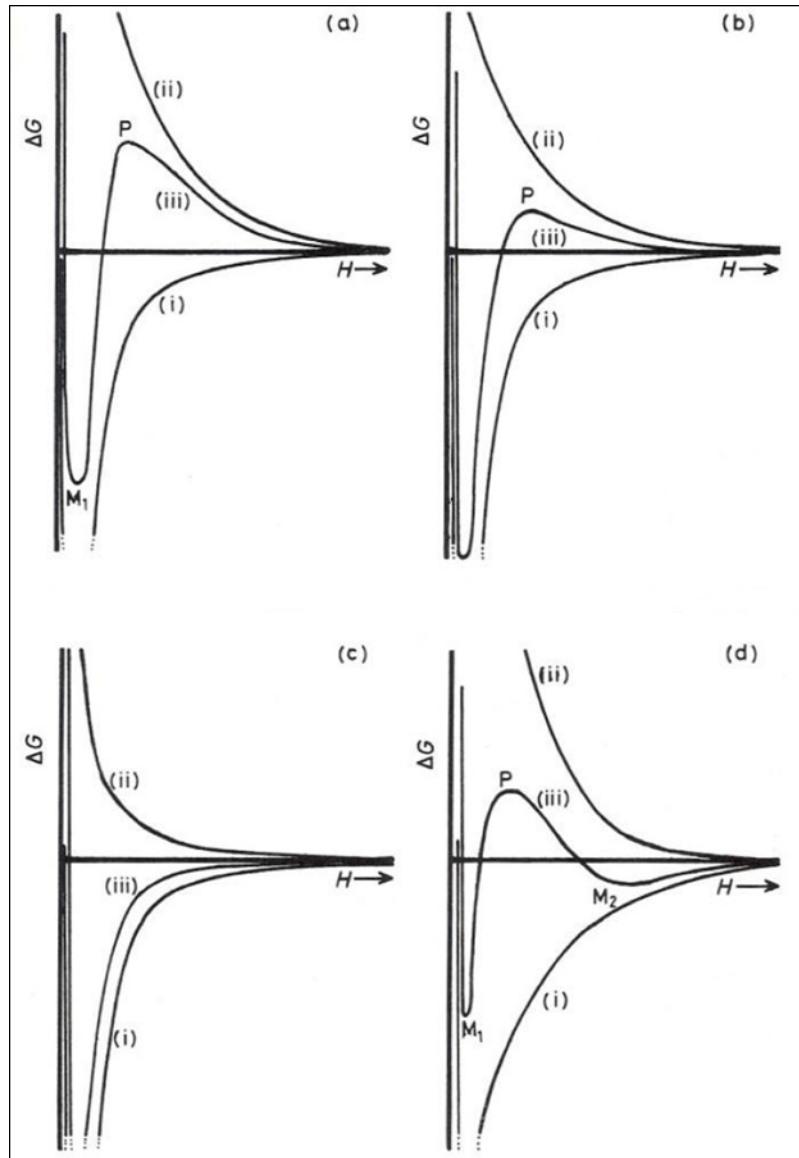 (a)
(ii)
ΔG
P
(iii)
H→
(i)
M₁
(b)
(ii)
ΔG
P
(iii)
H→
(i)
(c)
ΔG
(ii)
(iii)
H→
(i)
(d)
(ii)
ΔG
P
(iii)
H→
M₂
(i)
M₁